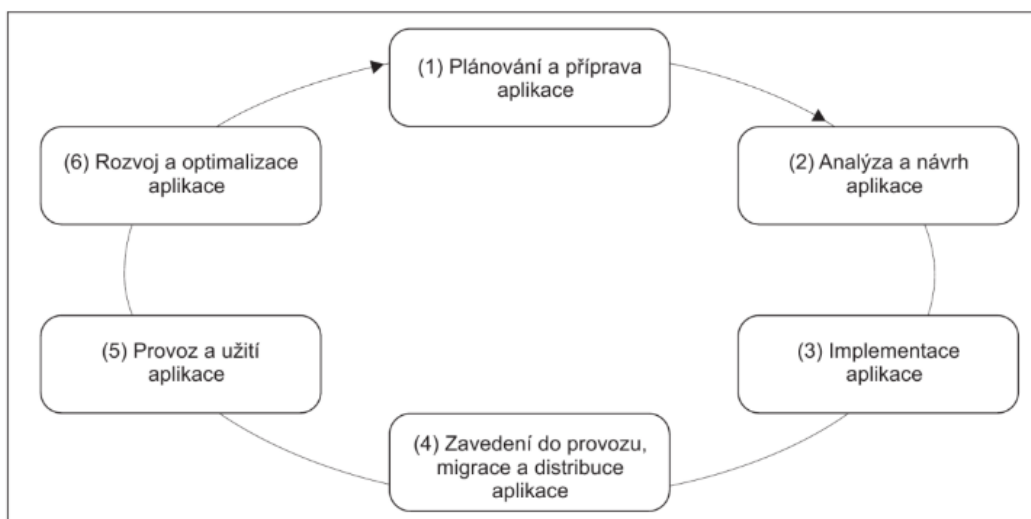 (1) Plánování a příprava
aplikace
(2) Analýza a návrh
aplikace
(3) Implementace
aplikace
(4) Zavedení do provozu,
migrace a distribuce
aplikace
(5) Provoz a užití
aplikace
(6) Rozvoj a optimalizace
aplikace